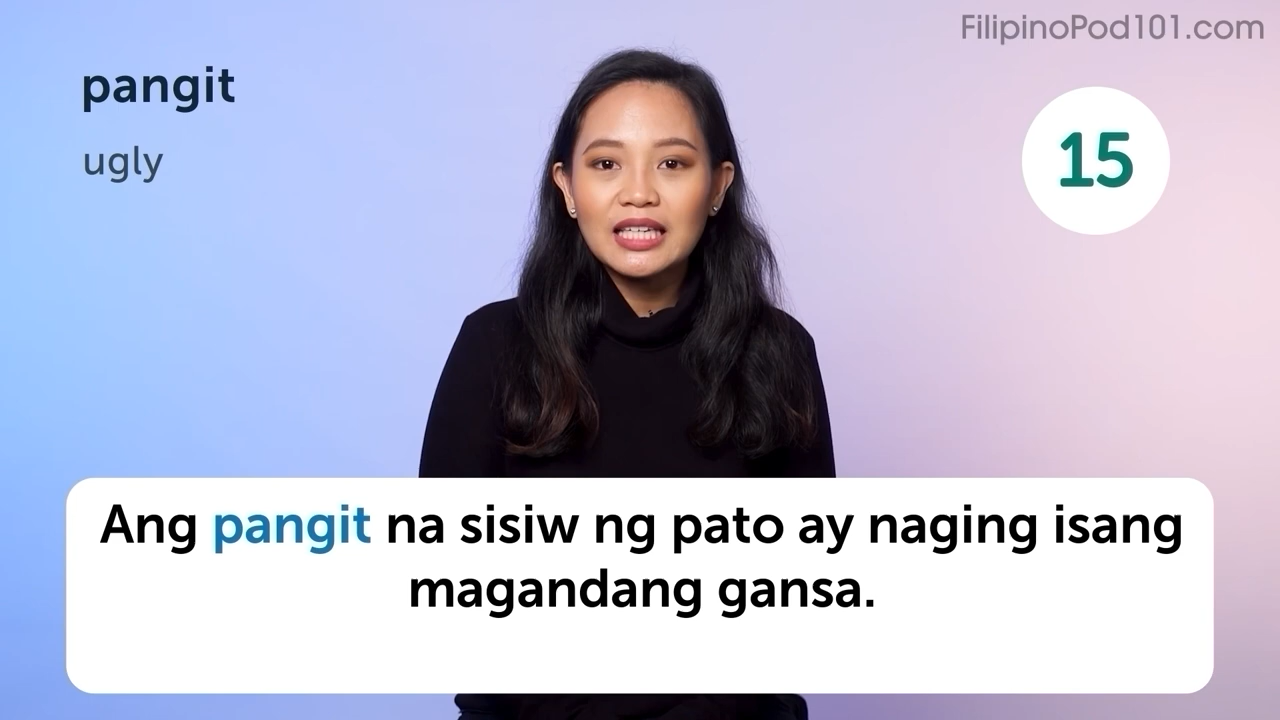 FilipinoPod101.com
pangit
ugly
15
Ang pangit na sisiw ng pato ay naging isang
magandang gansa.